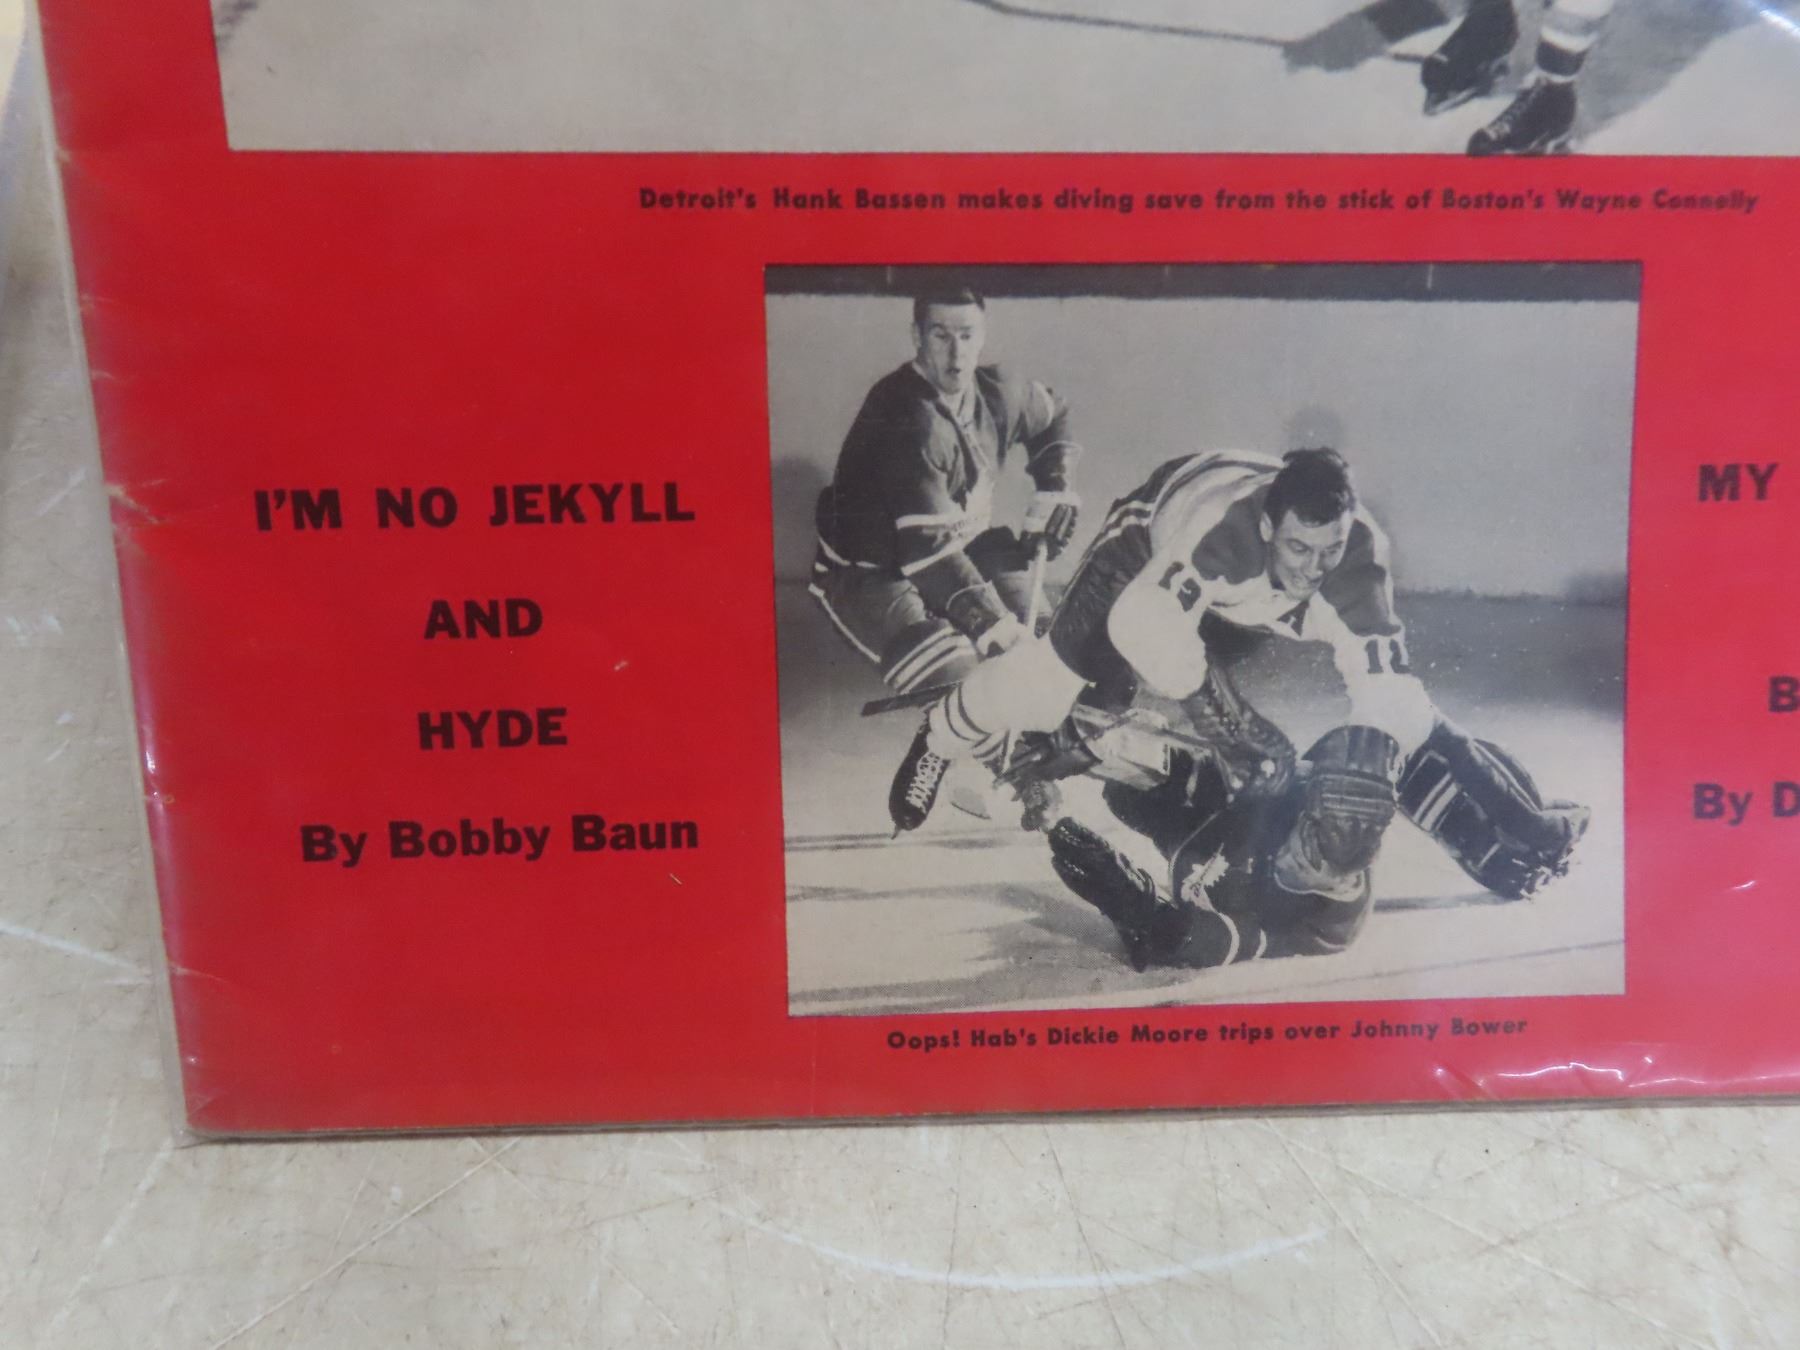 Detroit's Hank Bassen makes diving save from the stick of Boston's Wayne Connelly
I'M NO JEKYLL
AND
HYDE
By Bobby Baun
MY
B
By D
12
Oops! Hab's Dickie Moore trips over Johnny Bower